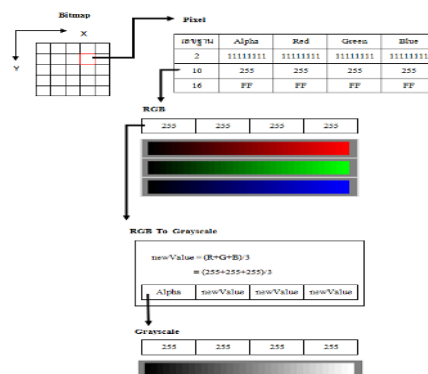 Bitmap
X
Y
Pixel
เลขฐาน Alpha Red Green Blue
2 11111111 11111111 11111111 11111111
10 255 255 255 255
16 FF FF FF FF
RGB
255 255 255 255
RGB To Grayscale
newValue = (R+G+B)/3
= (255+255+255)/3
Alpha newValue newValue newValue
Grayscale
255 255 255 255